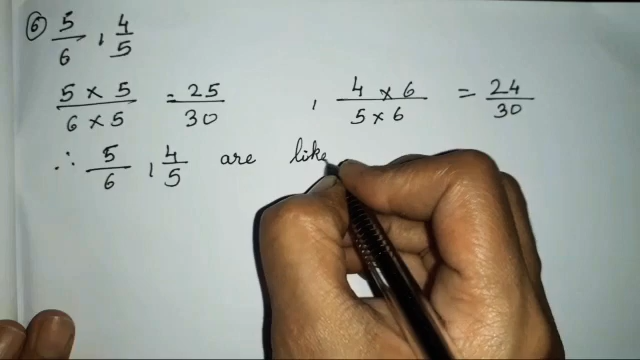 ⑥ 5/6 , 4/5
5 × 5 / 6 × 5 = 25/30 , 4 × 6 / 5 × 6 = 24/30
∴ 5/6 , 4/5 are like